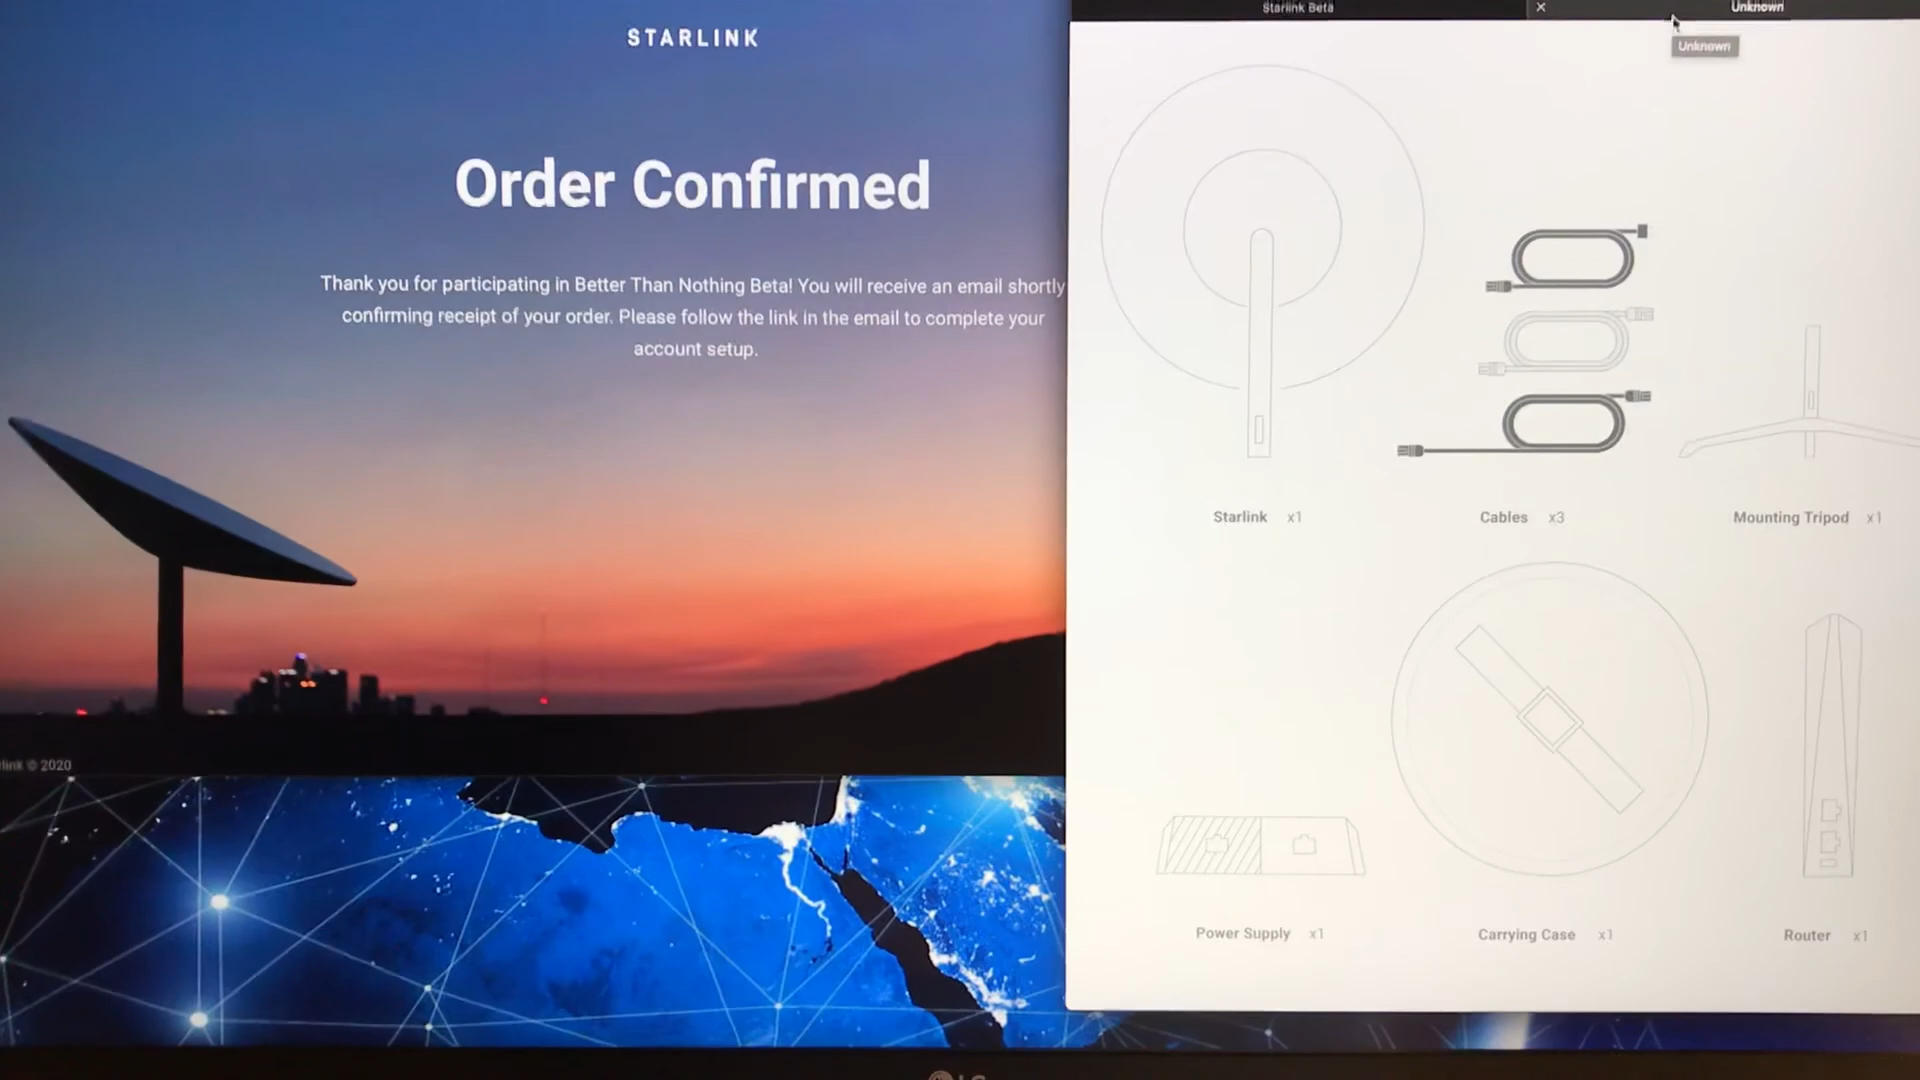 STARLINK
Order Confirmed
Thank you for participating in Better Than Nothing Beta! You will receive an email shortly
confirming receipt of your order. Please follow the link in the email to complete your
account setup.
link © 2020
Starlink Beta
Unknown
Unknown
Starlink x1
Cables x3
Mounting Tripod x1
Power Supply x1
Carrying Case x1
Router x1
LG